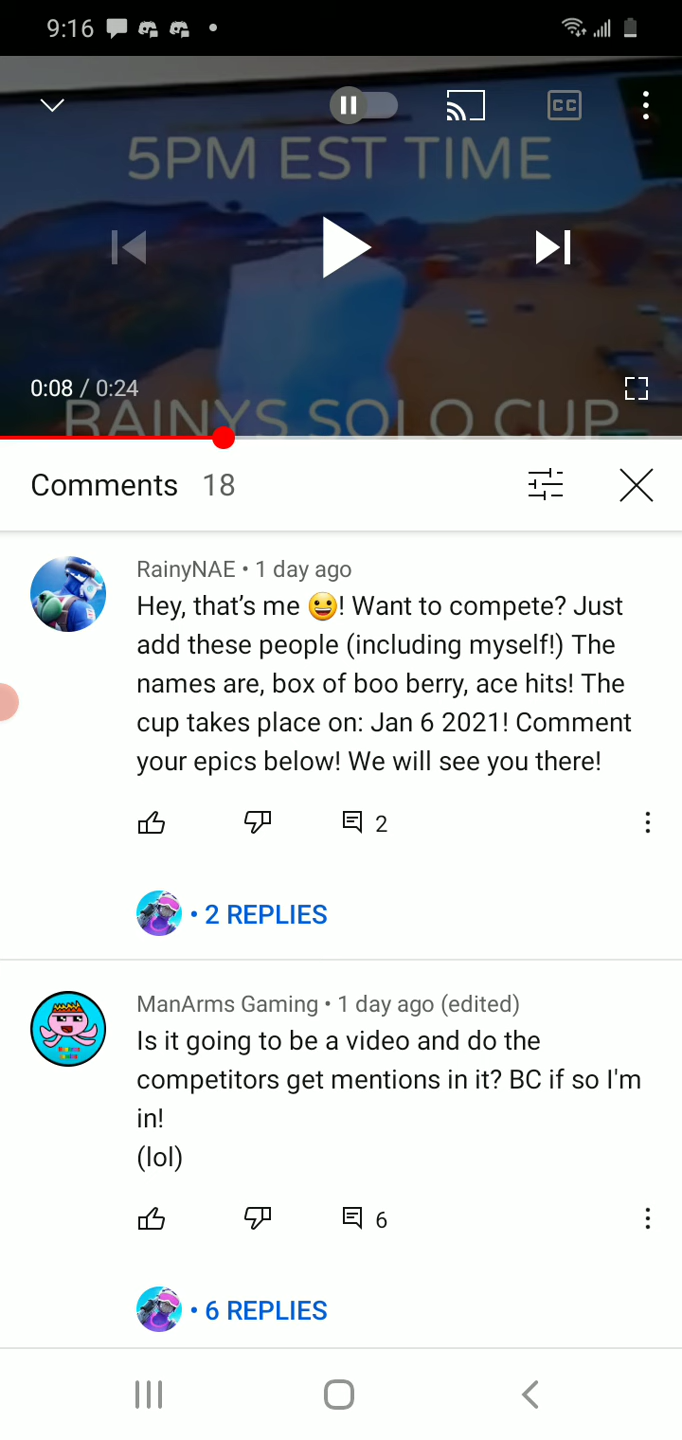 9:16
CC
5PM EST TIME
0:08 / 0:24
RAINYS SOLO CUP
Comments 18
RainyNAE • 1 day ago
Hey, that’s me 😀! Want to compete? Just
add these people (including myself!) The
names are, box of boo berry, ace hits! The
cup takes place on: Jan 6 2021! Comment
your epics below! We will see you there!
2
• 2 REPLIES
ManArms Gaming • 1 day ago (edited)
Is it going to be a video and do the
competitors get mentions in it? BC if so I'm
in!
(lol)
6
• 6 REPLIES